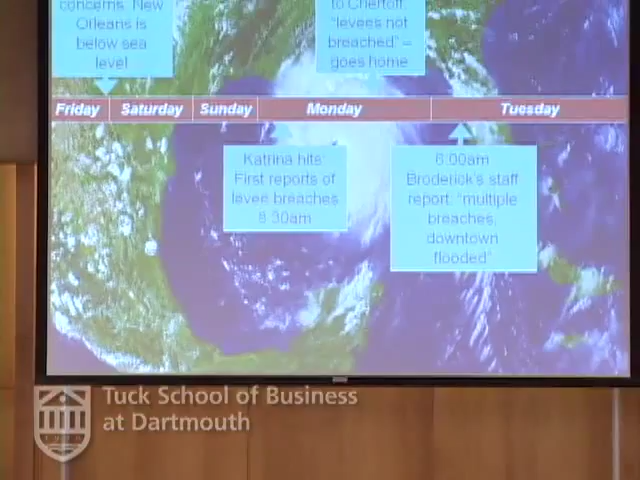 concerns. New
Orleans is
below sea
level
to Chertoff:
"levees not
breached" –
goes home
Friday
Saturday
Sunday
Monday
Tuesday
Katrina hits:
First reports of
levee breaches
8:30am
6:00am
Broderick's staff
report: "multiple
breaches,
downtown
flooded"
Tuck School of Business
at Dartmouth